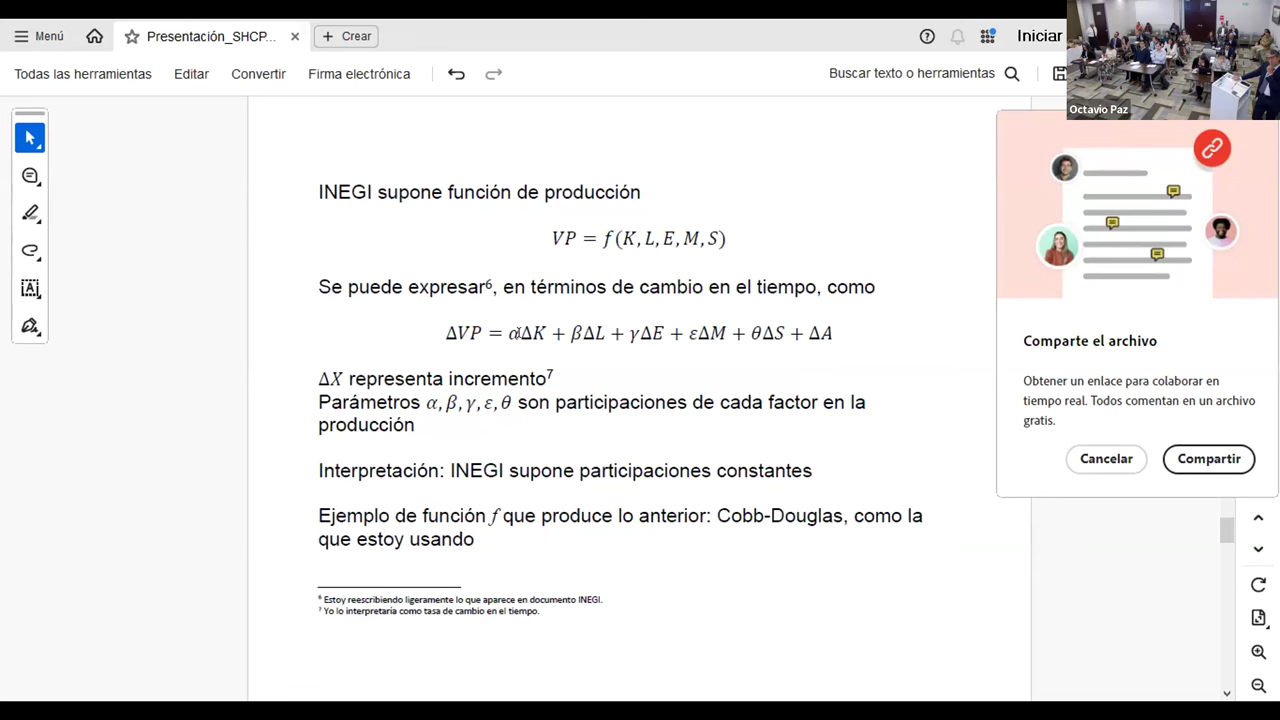 Menú
Presentación_SHCP...
Crear
Iniciar
Todas las herramientas
Editar
Convertir
Firma electrónica
Buscar texto o herramientas
Octavio Paz
INEGI supone función de producción
VP = f(K, L, E, M, S)
Se puede expresar⁶, en términos de cambio en el tiempo, como
ΔVP = αΔK + βΔL + γΔE + εΔM + θΔS + ΔA
ΔX representa incremento⁷
Parámetros α, β, γ, ε, θ son participaciones de cada factor en la
producción
Interpretación: INEGI supone participaciones constantes
Ejemplo de función f que produce lo anterior: Cobb-Douglas, como la
que estoy usando
⁶ Estoy reescribiendo ligeramente lo que aparece en documento INEGI.
⁷ Yo lo interpretaría como tasa de cambio en el tiempo.
Comparte el archivo
Obtener un enlace para colaborar en
tiempo real. Todos comentan en un archivo
gratis.
Cancelar
Compartir